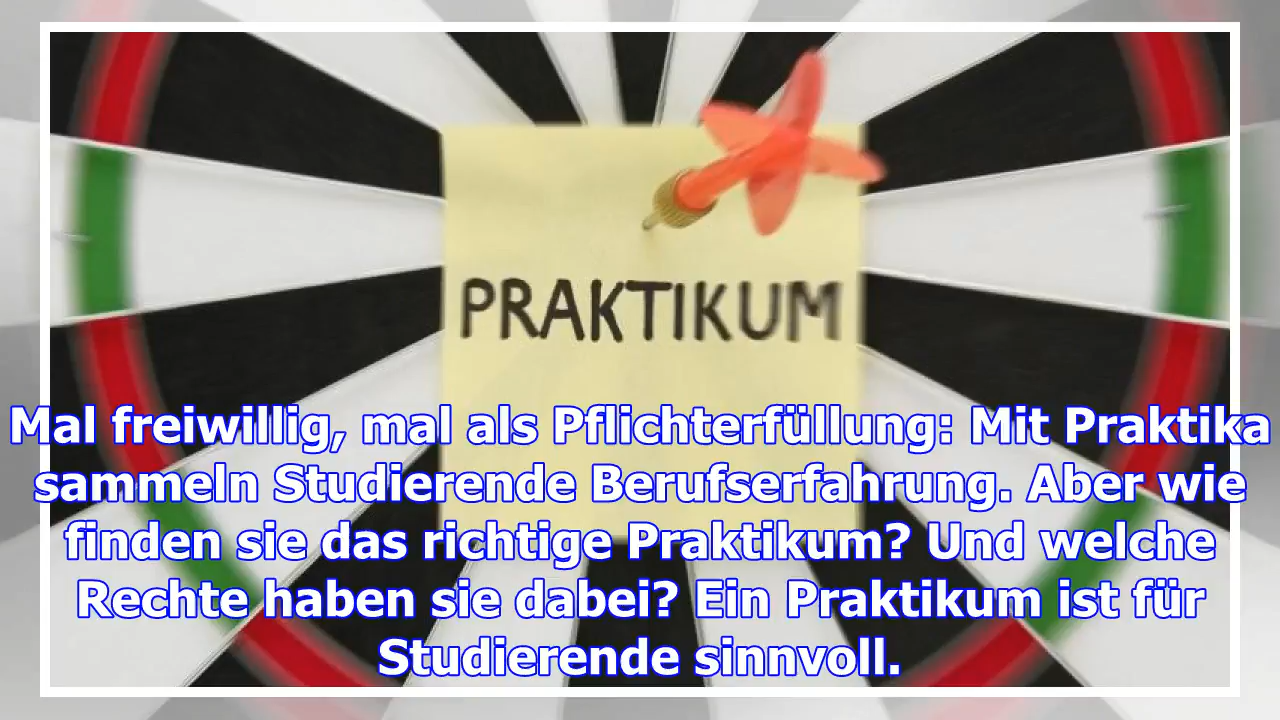 PRAKTIKUM
Mal freiwillig, mal als Pflichterfüllung: Mit Praktika
sammeln Studierende Berufserfahrung. Aber wie
finden sie das richtige Praktikum? Und welche
Rechte haben sie dabei? Ein Praktikum ist für
Studierende sinnvoll.